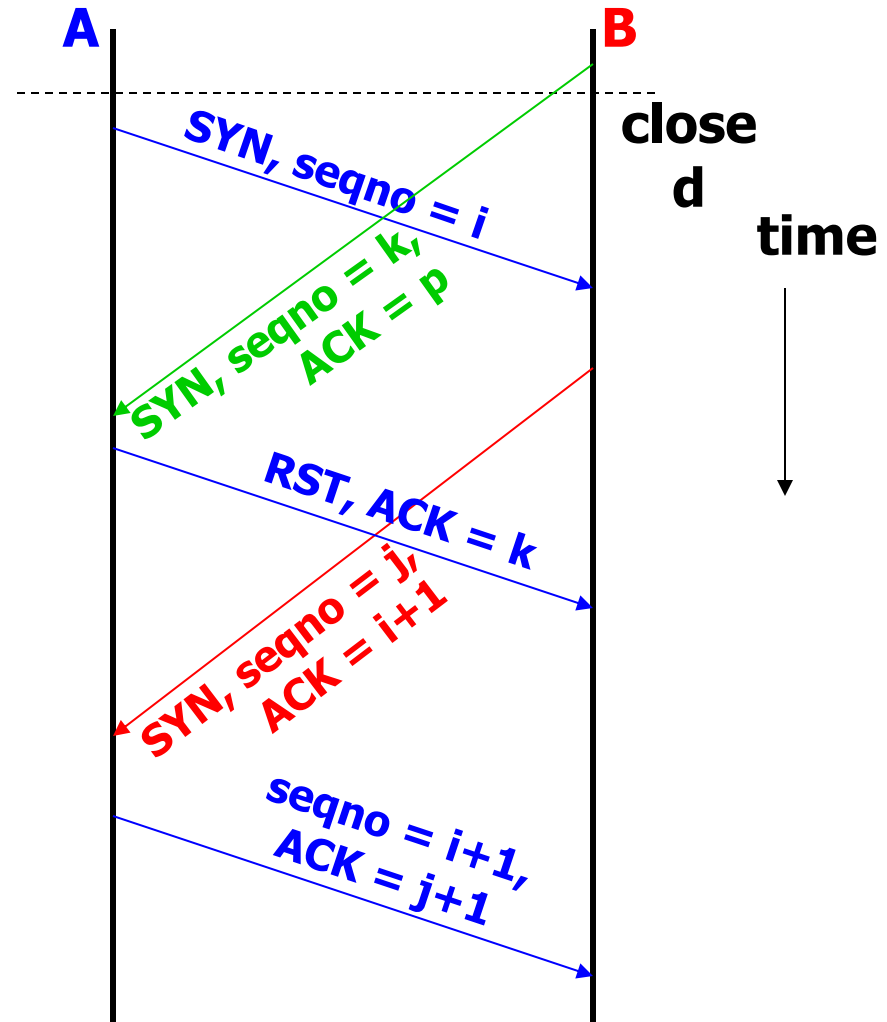 A
B
close
d
time
SYN, seqno = i
SYN, seqno = k,
ACK = p
RST, ACK = k
SYN, seqno = j,
ACK = i+1
seqno = i+1,
ACK = j+1